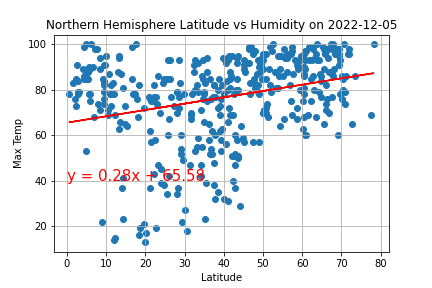 Northern Hemisphere Latitude vs Humidity on 2022-12-05
100
80
60
40
20
Max Temp
y = 0.28x + 65.58
0 10 20 30 40 50 60 70 80
Latitude